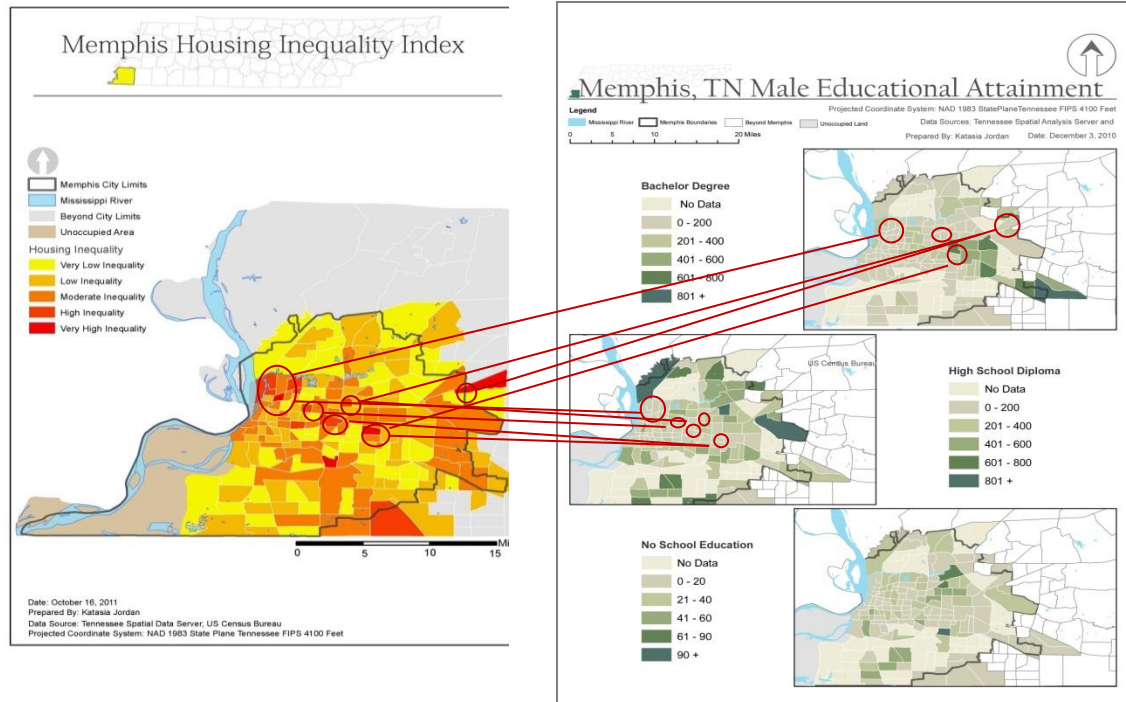 Memphis Housing Inequality Index
Memphis City Limits
Mississippi River
Beyond City Limits
Unoccupied Area
Housing Inequality
Very Low Inequality
Low Inequality
Moderate Inequality
High Inequality
Very High Inequality
0 5 10 15 Mi
Date: October 16, 2011
Prepared By: Katasia Jordan
Data Source: Tennessee Spatial Data Server, US Census Bureau
Projected Coordinate System: NAD 1983 State Plane Tennessee FIPS 4100 Feet
Memphis, TN Male Educational Attainment
Legend
Mississippi River Memphis Boundaries Beyond Memphis Unoccupied Land
0 5 10 20 Miles
Projected Coordinate System: NAD 1983 StatePlaneTennessee FIPS 4100 Feet
Data Sources: Tennessee Spatial Analysis Server and
Prepared By: Katasia Jordan Date: December 3, 2010
Bachelor Degree
No Data
0 - 200
201 - 400
401 - 600
601 - 800
801 +
US Census Bureau
High School Diploma
No Data
0 - 200
201 - 400
401 - 600
601 - 800
801 +
No School Education
No Data
0 - 20
21 - 40
41 - 60
61 - 90
90 +